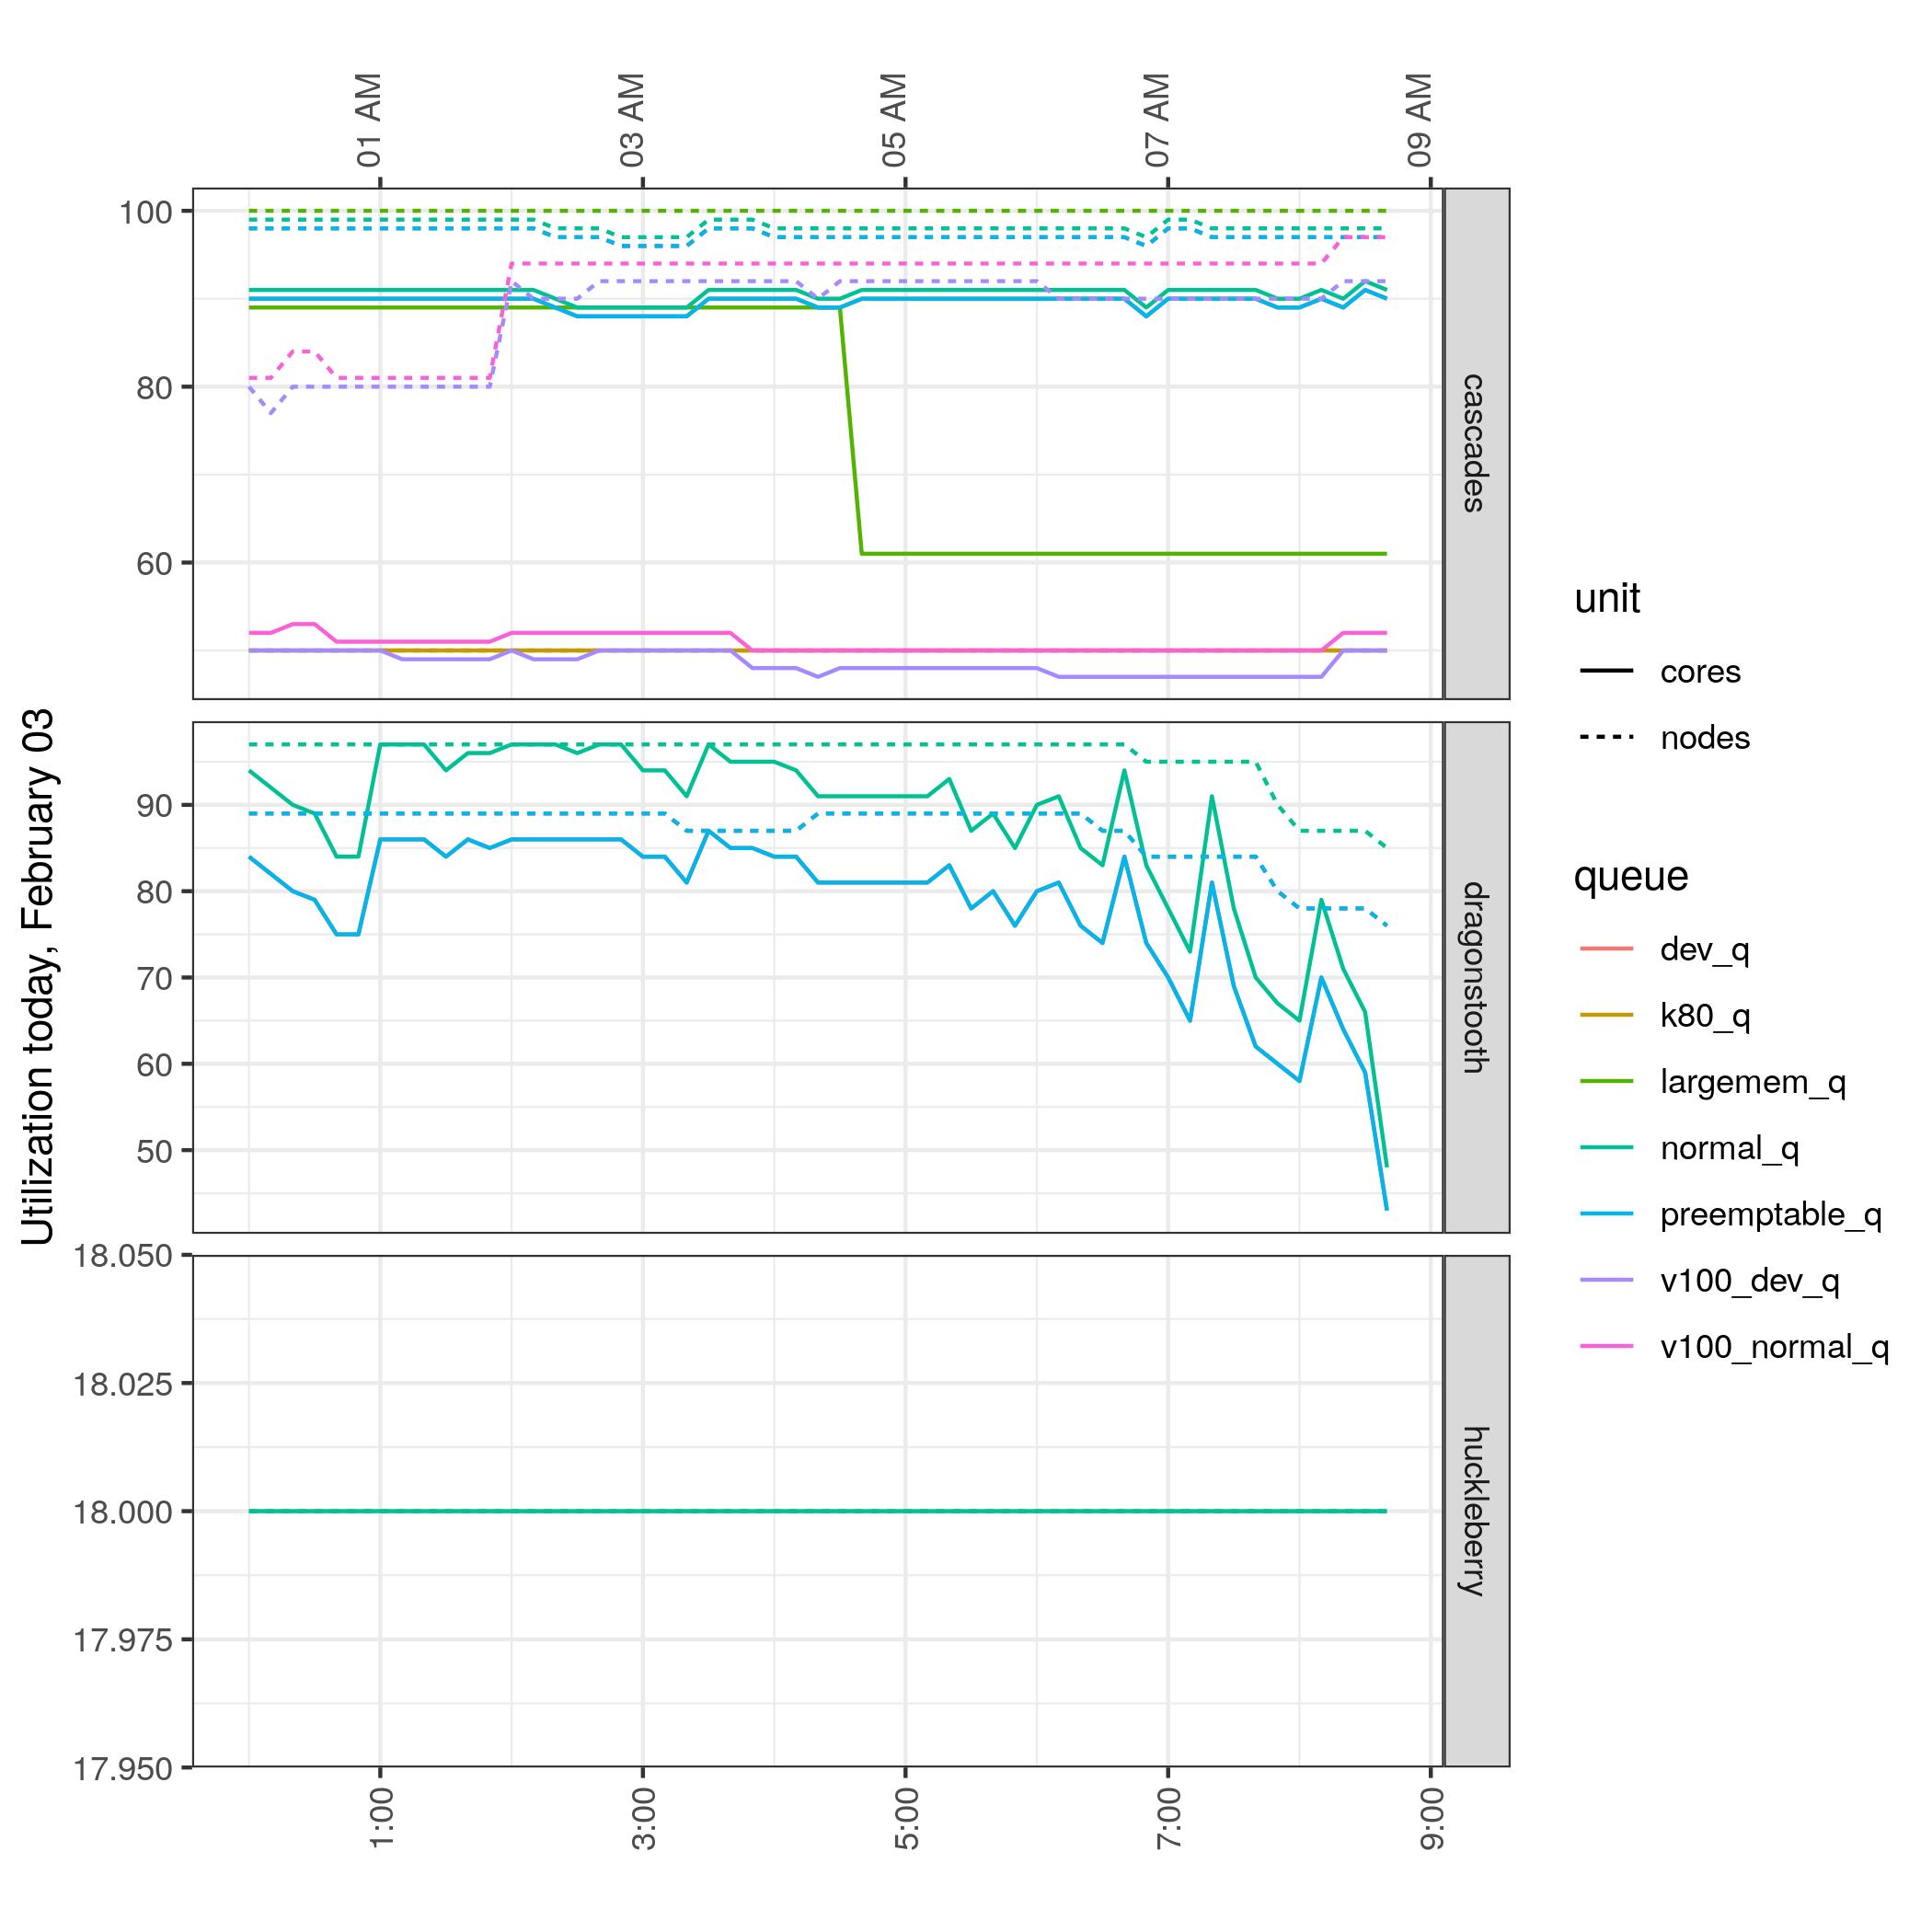 01 AM
03 AM
05 AM
07 AM
09 AM
Utilization today, February 03
100
80
60
cascades
90
80
70
60
50
dragonstooth
18.050
18.025
18.000
17.975
17.950
huckleberry
1:00
3:00
5:00
7:00
9:00
unit
cores
nodes
queue
dev_q
k80_q
largemem_q
normal_q
preemptable_q
v100_dev_q
v100_normal_q